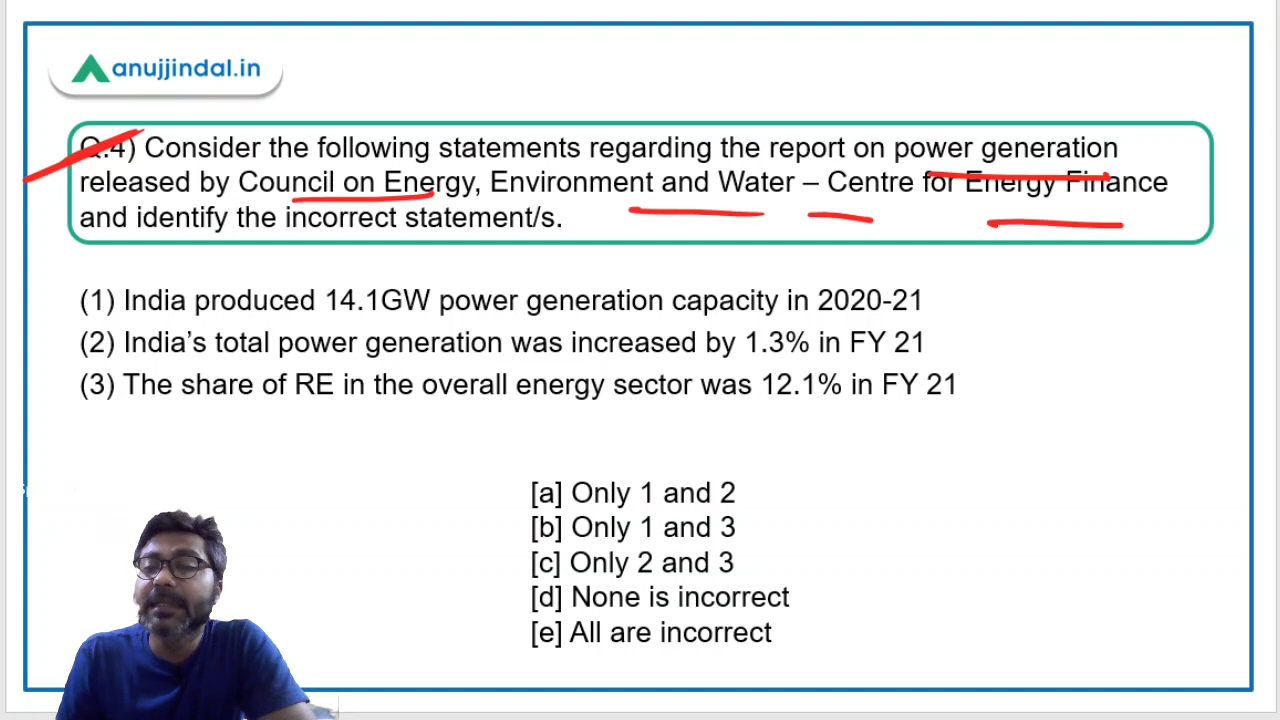 anujjindal.in
Q.4) Consider the following statements regarding the report on power generation
released by Council on Energy, Environment and Water – Centre for Energy Finance
and identify the incorrect statement/s.
(1) India produced 14.1GW power generation capacity in 2020-21
(2) India’s total power generation was increased by 1.3% in FY 21
(3) The share of RE in the overall energy sector was 12.1% in FY 21
[a] Only 1 and 2
[b] Only 1 and 3
[c] Only 2 and 3
[d] None is incorrect
[e] All are incorrect